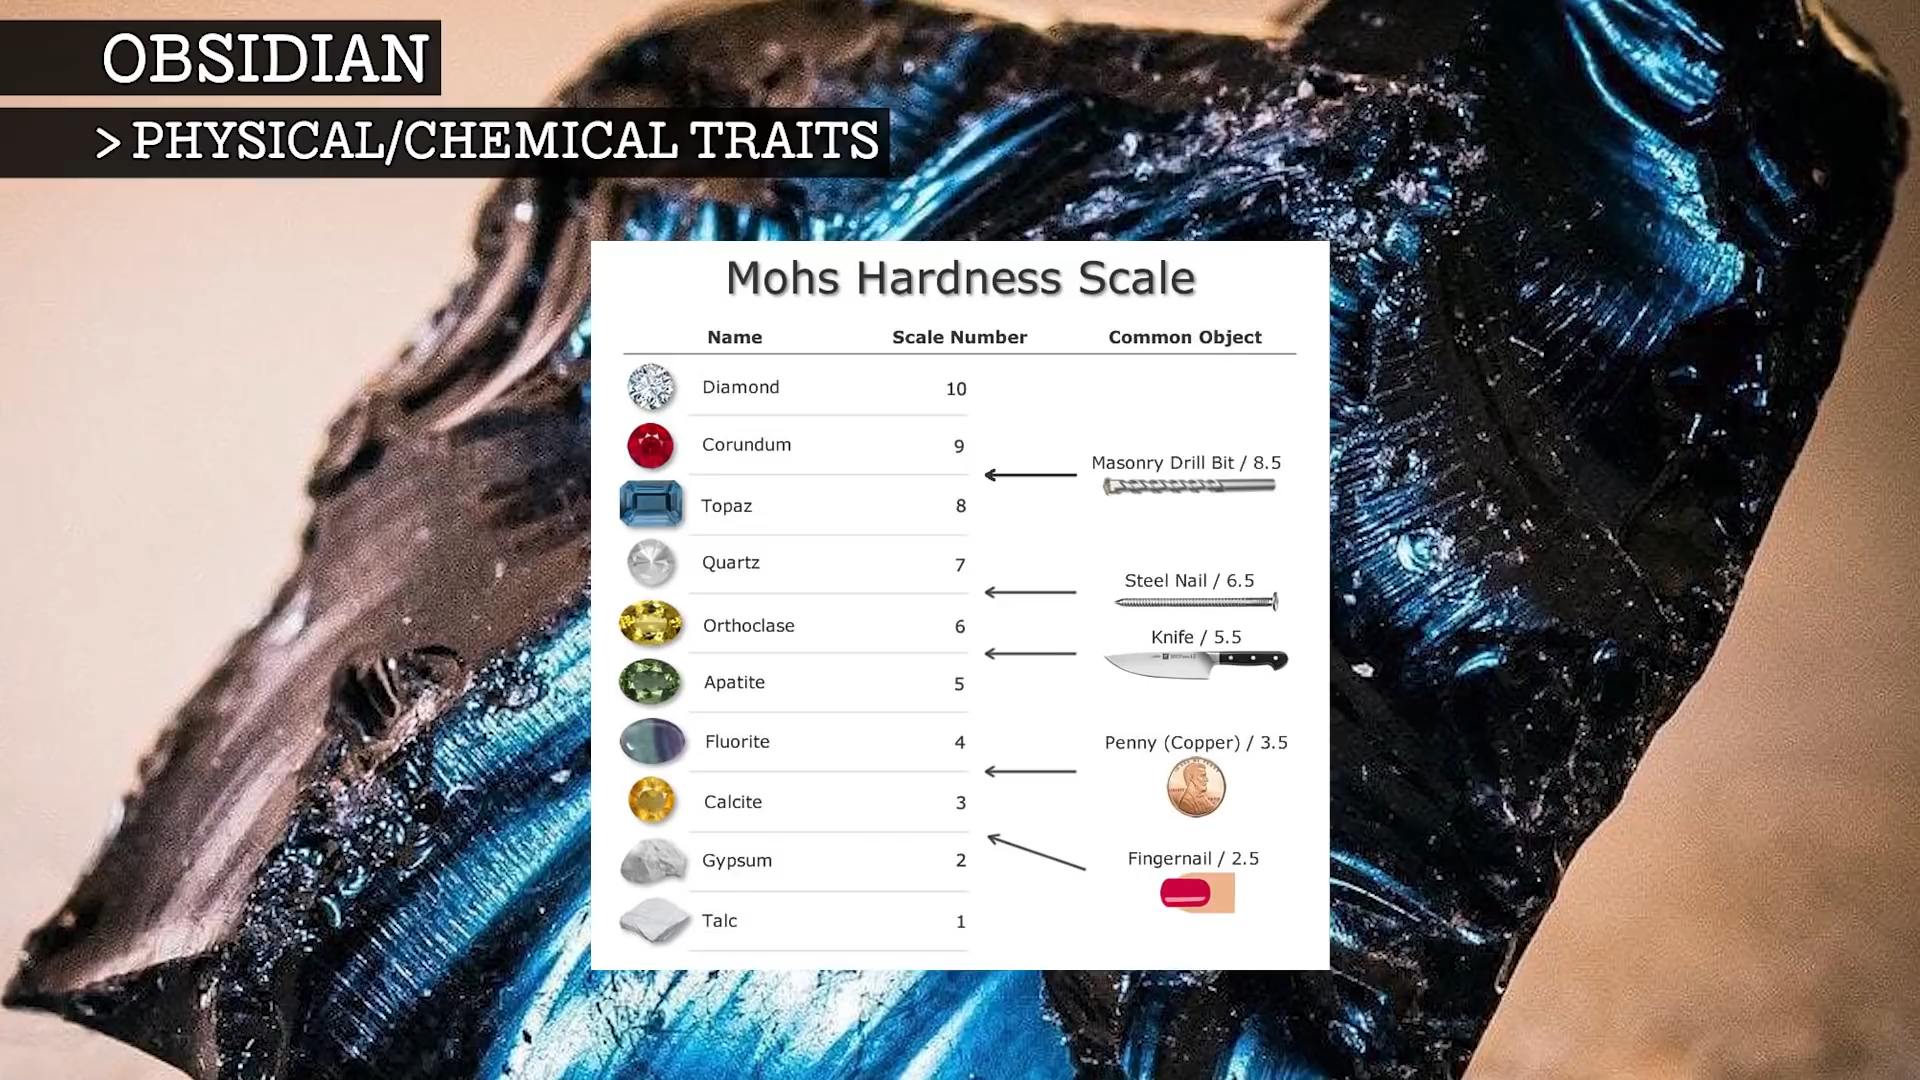 OBSIDIAN
> PHYSICAL/CHEMICAL TRAITS
Mohs Hardness Scale
Name Scale Number Common Object
Diamond 10
Corundum 9
Masonry Drill Bit / 8.5
Topaz 8
Quartz 7
Steel Nail / 6.5
Orthoclase 6
Knife / 5.5
Apatite 5
Fluorite 4
Penny (Copper) / 3.5
Calcite 3
Gypsum 2
Fingernail / 2.5
Talc 1